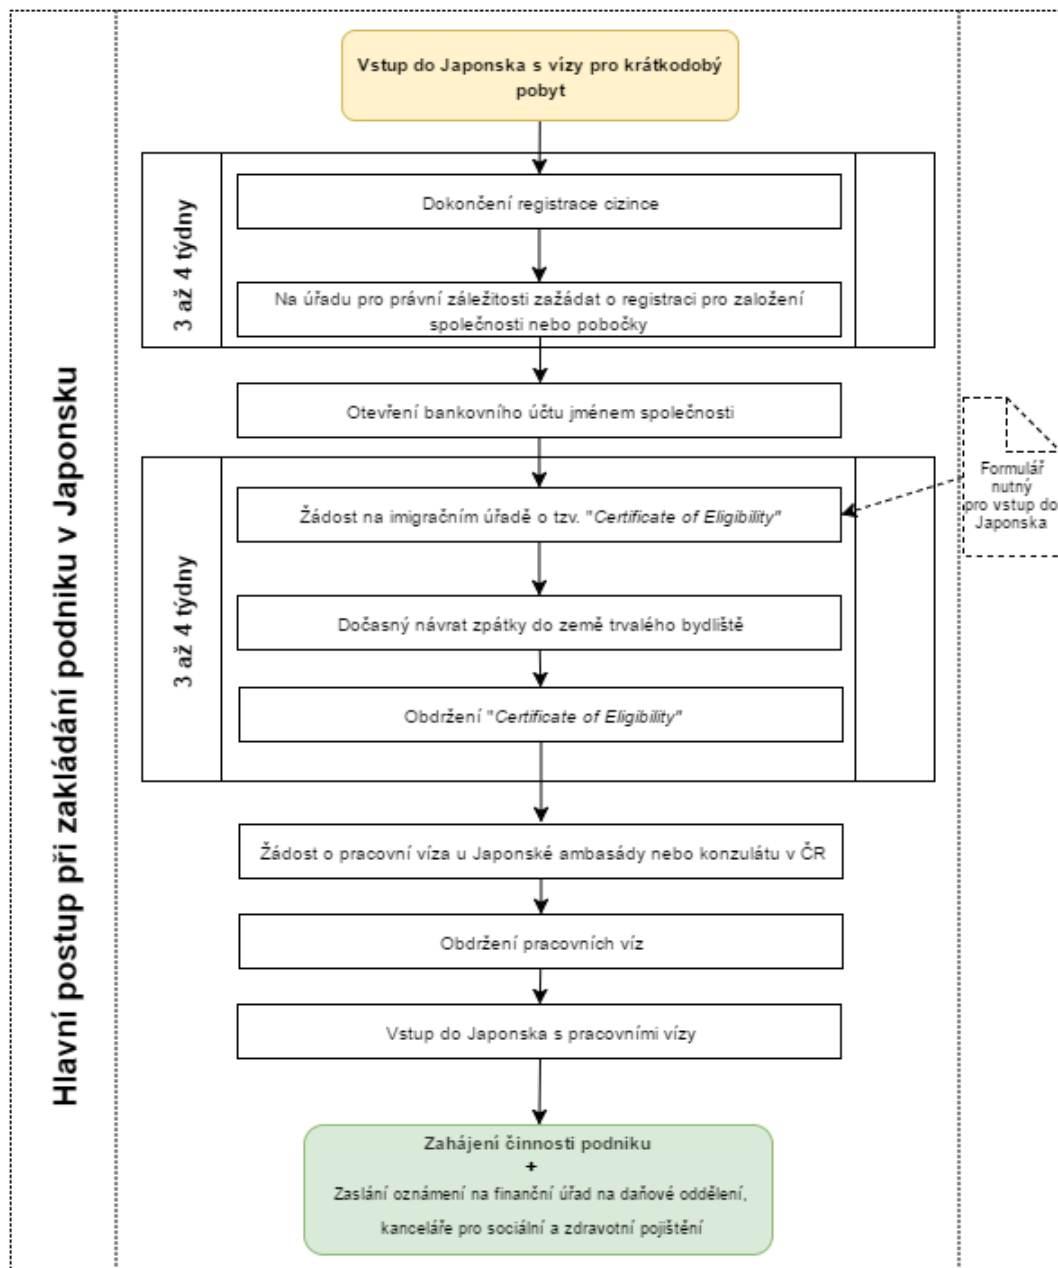 Hlavní postup při zakládání podniku v Japonsku
Vstup do Japonska s vízy pro krátkodobý
pobyt
3 až 4 týdny
Dokončení registrace cizince
Na úřadu pro právní záležitosti zažádat o registraci pro založení
společnosti nebo pobočky
Otevření bankovního účtu jménem společnosti
3 až 4 týdny
Žádost na imigračním úřadě o tzv. "Certificate of Eligibility"
Formulář
nutný
pro vstup do
Japonska
Dočasný návrat zpátky do země trvalého bydliště
Obdržení "Certificate of Eligibility"
Žádost o pracovní víza u Japonské ambasády nebo konzulátu v ČR
Obdržení pracovních víz
Vstup do Japonska s pracovními vízy
Zahájení činnosti podniku
+
Zaslání oznámení na finanční úřad na daňové oddělení,
kanceláře pro sociální a zdravotní pojištění